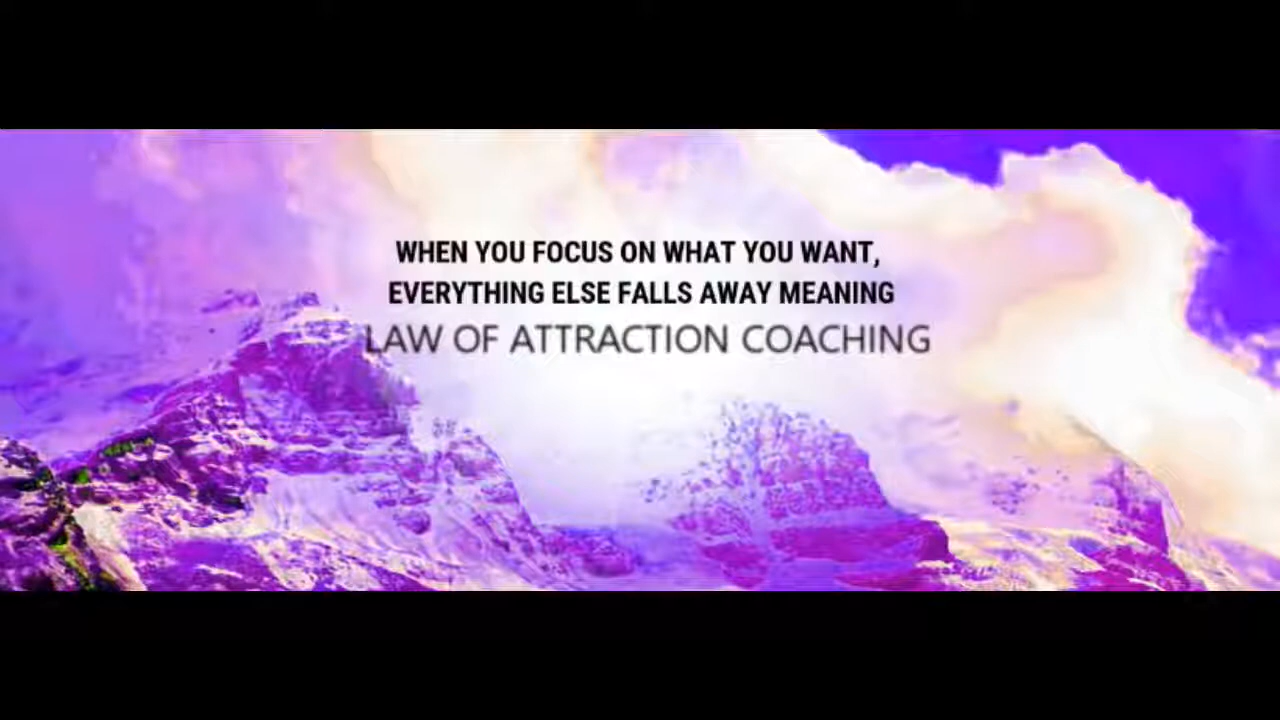 WHEN YOU FOCUS ON WHAT YOU WANT,
EVERYTHING ELSE FALLS AWAY MEANING
LAW OF ATTRACTION COACHING